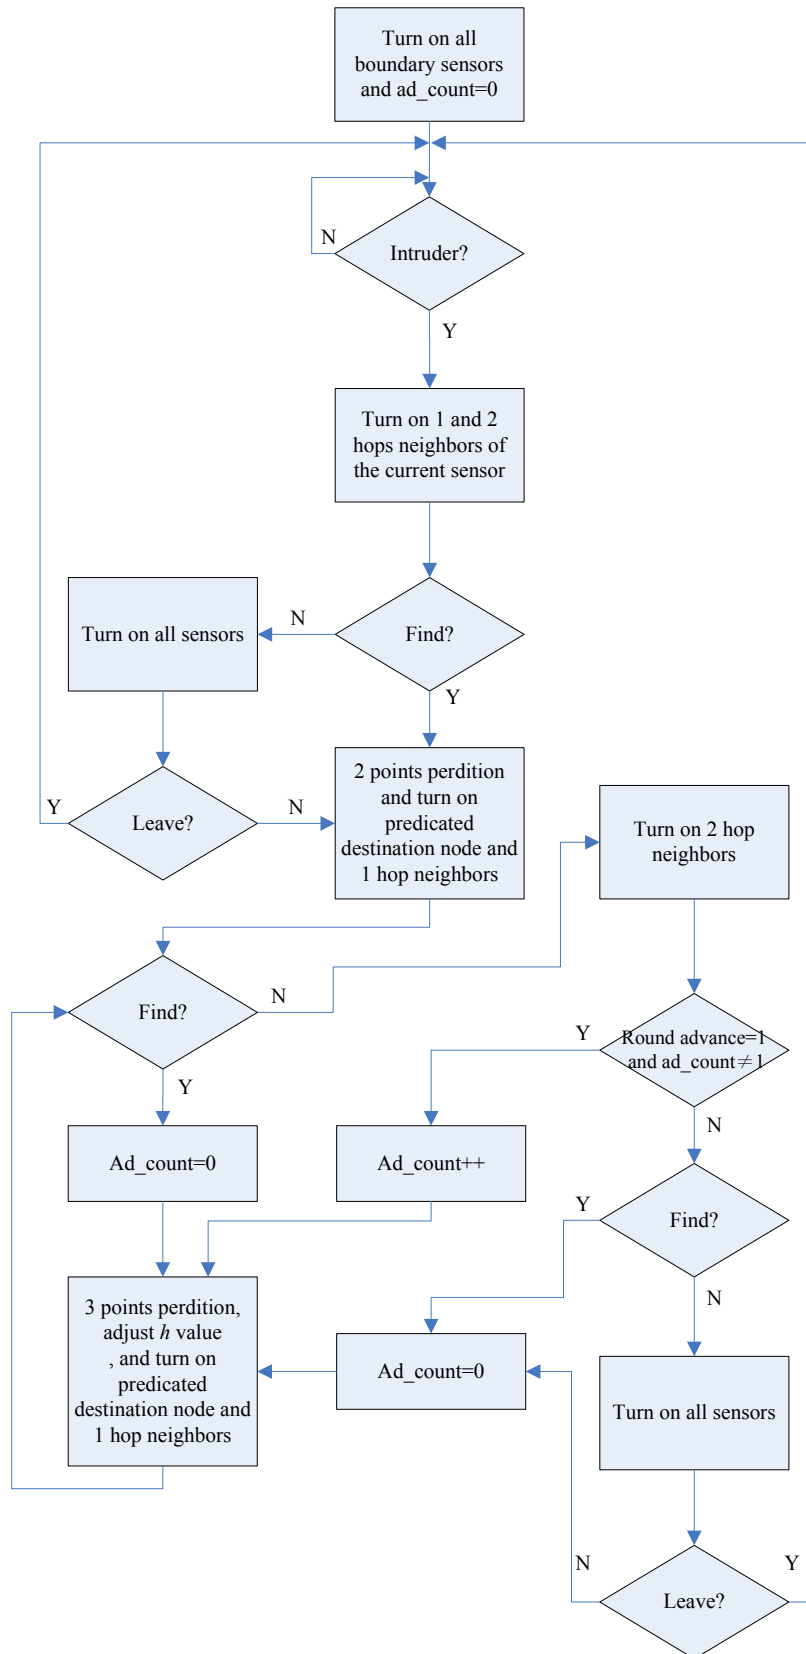 Turn on all
boundary sensors
and ad_count=0
N
Intruder?
Y
Turn on 1 and 2
hops neighbors of
the current sensor
N
Turn on all sensors
Find?
Y
2 points perdition
and turn on
predicated
destination node and
1 hop neighbors
Y
Leave?
N
Turn on 2 hop
neighbors
Find?
N
Y
Round advance=1
and ad_count≠1
Y
N
Ad_count=0
Ad_count++
Y
Find?
N
3 points perdition,
adjust h value
, and turn on
predicated
destination node and
1 hop neighbors
Ad_count=0
Turn on all sensors
N
Y
Leave?